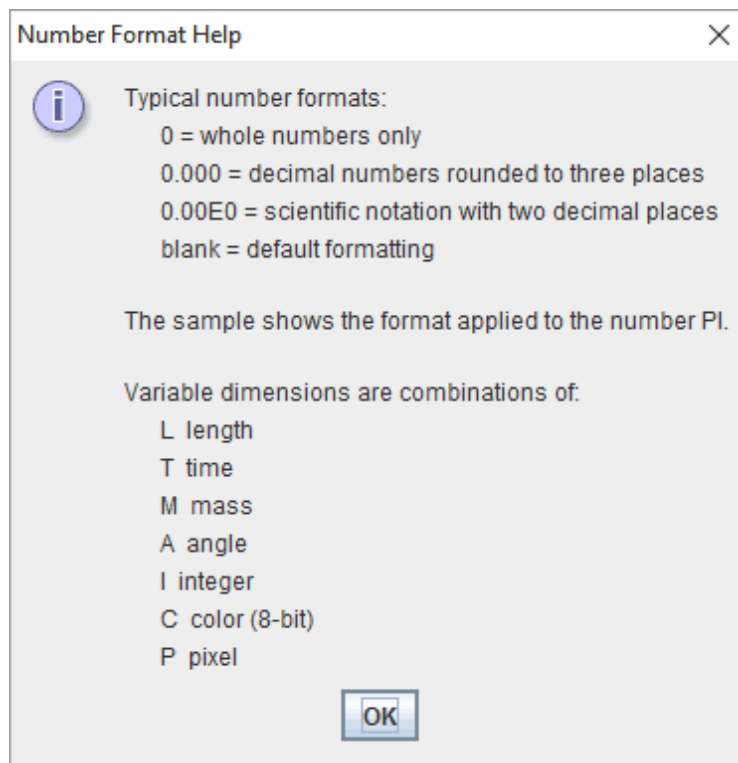 Number Format Help
Typical number formats:
0 = whole numbers only
0.000 = decimal numbers rounded to three places
0.00E0 = scientific notation with two decimal places
blank = default formatting
The sample shows the format applied to the number PI.
Variable dimensions are combinations of:
L length
T time
M mass
A angle
I integer
C color (8-bit)
P pixel
OK